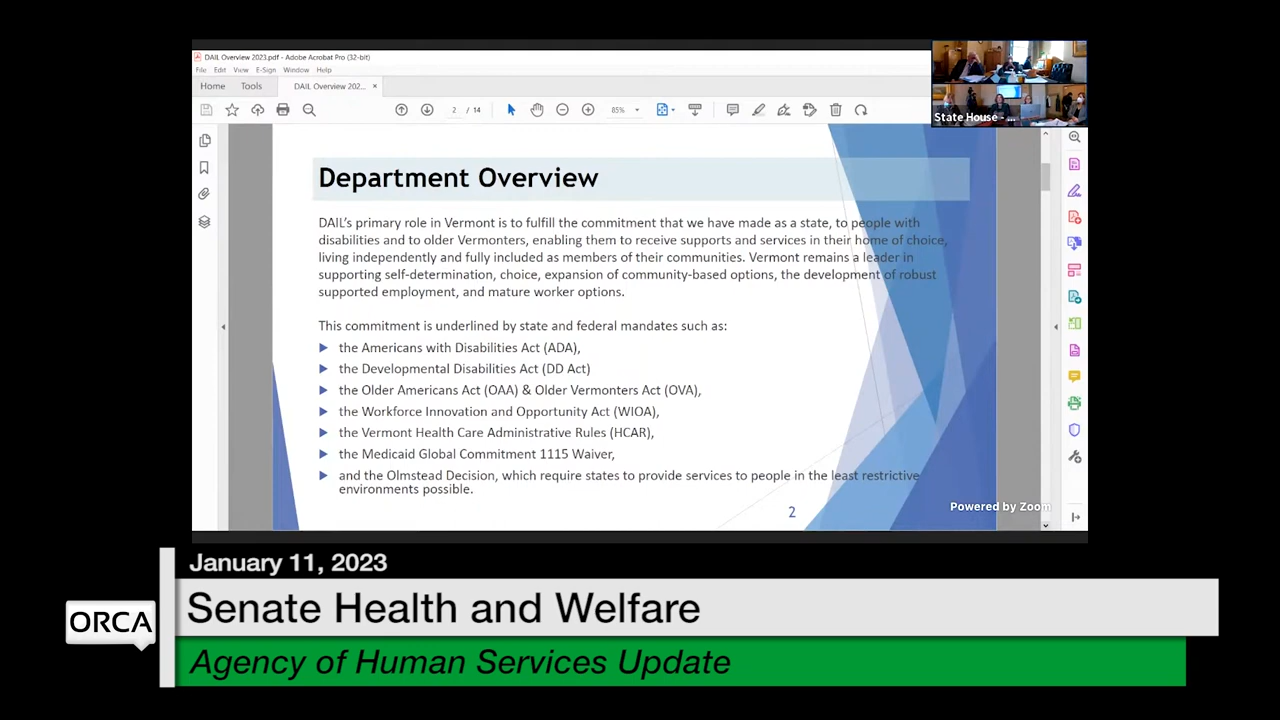 DAIL Overview 2023.pdf - Adobe Acrobat Pro (32-bit)
File Edit View E-Sign Window Help
Home Tools DAIL Overview 202... ×
2 / 14 85%
State House - ...
Department Overview
DAIL's primary role in Vermont is to fulfill the commitment that we have made as a state, to people with
disabilities and to older Vermonters, enabling them to receive supports and services in their home of choice,
living independently and fully included as members of their communities. Vermont remains a leader in
supporting self-determination, choice, expansion of community-based options, the development of robust
supported employment, and mature worker options.
This commitment is underlined by state and federal mandates such as:
the Americans with Disabilities Act (ADA),
the Developmental Disabilities Act (DD Act)
the Older Americans Act (OAA) & Older Vermonters Act (OVA),
the Workforce Innovation and Opportunity Act (WIOA),
the Vermont Health Care Administrative Rules (HCAR),
the Medicaid Global Commitment 1115 Waiver,
and the Olmstead Decision, which require states to provide services to people in the least restrictive
environments possible.
2
Powered by Zoom
January 11, 2023
Senate Health and Welfare
ORCA
Agency of Human Services Update